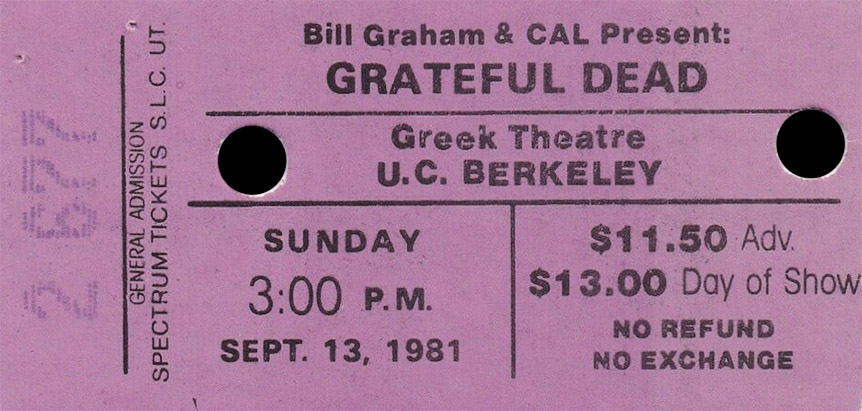 Bill Graham & CAL Present:
GRATEFUL DEAD
Greek Theatre
U.C. BERKELEY
SUNDAY
3:00 P.M.
SEPT. 13, 1981
$11.50 Adv.
$13.00 Day of Show
NO REFUND
NO EXCHANGE
GENERAL ADMISSION
SPECTRUM TICKETS S.L.C. UT.